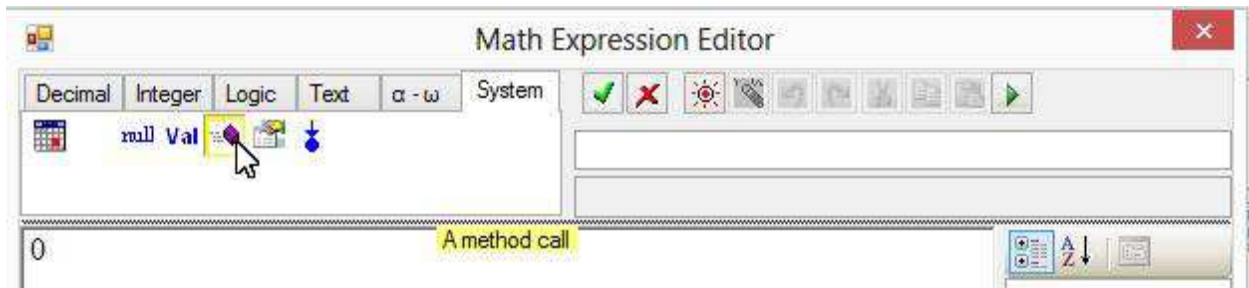 Math Expression Editor
Decimal Integer Logic Text α - ω System
null Val
A method call
0
A
Z